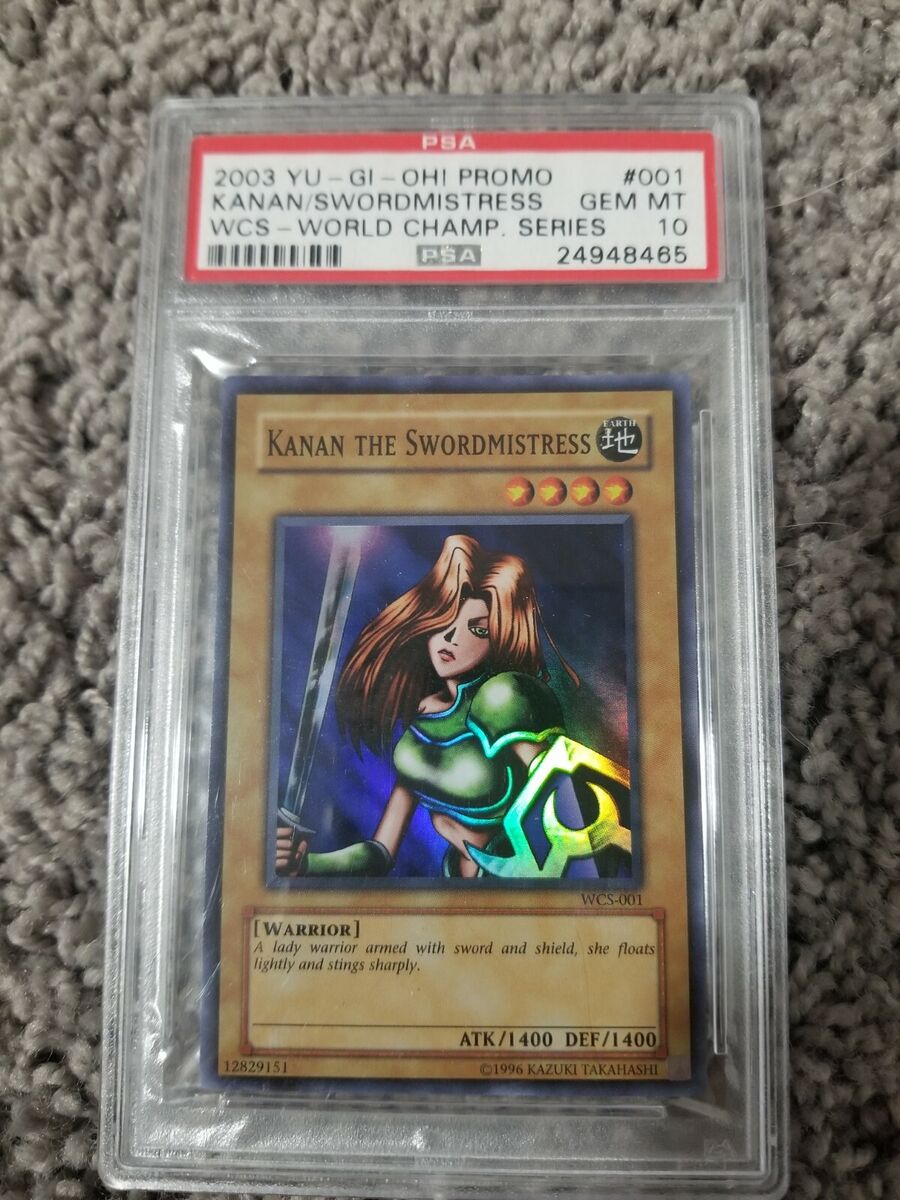 PSA
2003 YU-GI-OH! PROMO #001
KANAN/SWORDMISTRESS GEM MT
WCS-WORLD CHAMP. SERIES 10
PSA 24948465
KANAN THE SWORDMISTRESS
EARTH
地
WCS-001
[WARRIOR]
A lady warrior armed with sword and shield, she floats
lightly and stings sharply.
ATK/1400 DEF/1400
12829151 ©1996 KAZUKI TAKAHASHI